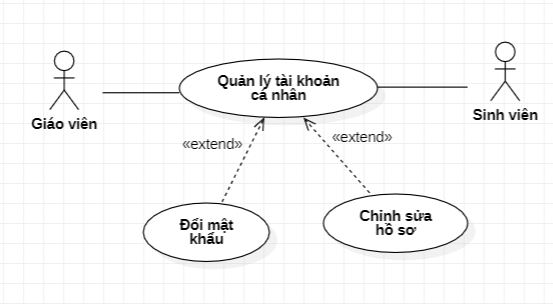 Quản lý tài khoản
cá nhân
Giáo viên
Sinh viên
«extend»
«extend»
Đổi mật
khẩu
Chỉnh sửa
hồ sơ